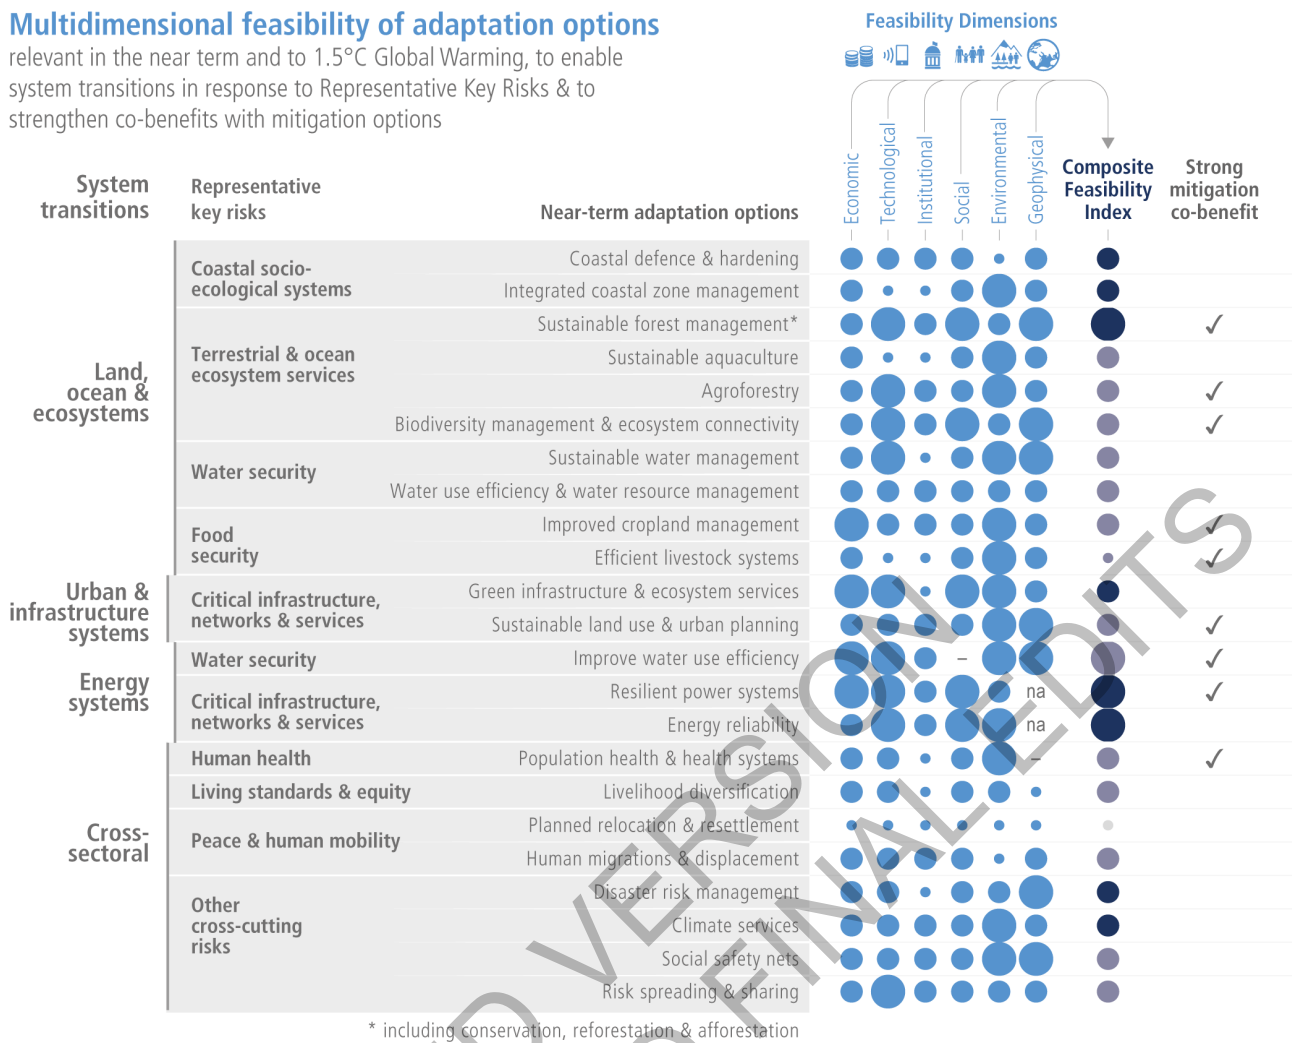 Multidimensional feasibility of adaptation options
relevant in the near term and to 1.5°C Global Warming, to enable
system transitions in response to Representative Key Risks & to
strengthen co-benefits with mitigation options
Feasibility Dimensions
Economic
Technological
Institutional
Social
Environmental
Geophysical
Composite
Feasibility
Index
Strong
mitigation
co-benefit
System
transitions
Representative
key risks
Near-term adaptation options
Land,
ocean &
ecosystems
Coastal socio-
ecological systems
Coastal defence & hardening
Integrated coastal zone management
Terrestrial & ocean
ecosystem services
Sustainable forest management*
✓
Sustainable aquaculture
Agroforestry
✓
Biodiversity management & ecosystem connectivity
✓
Water security
Sustainable water management
Water use efficiency & water resource management
Food
security
Improved cropland management
✓
Efficient livestock systems
✓
Urban &
infrastructure
systems
Critical infrastructure,
networks & services
Green infrastructure & ecosystem services
Sustainable land use & urban planning
✓
Energy
systems
Water security
Improve water use efficiency
–
✓
Critical infrastructure,
networks & services
Resilient power systems
na
✓
Energy reliability
na
Cross-
sectoral
Human health
Population health & health systems
–
✓
Living standards & equity
Livelihood diversification
Peace & human mobility
Planned relocation & resettlement
Human migrations & displacement
Other
cross-cutting
risks
Disaster risk management
Climate services
Social safety nets
Risk spreading & sharing
* including conservation, reforestation & afforestation
D VERSION
FINAL EDITS